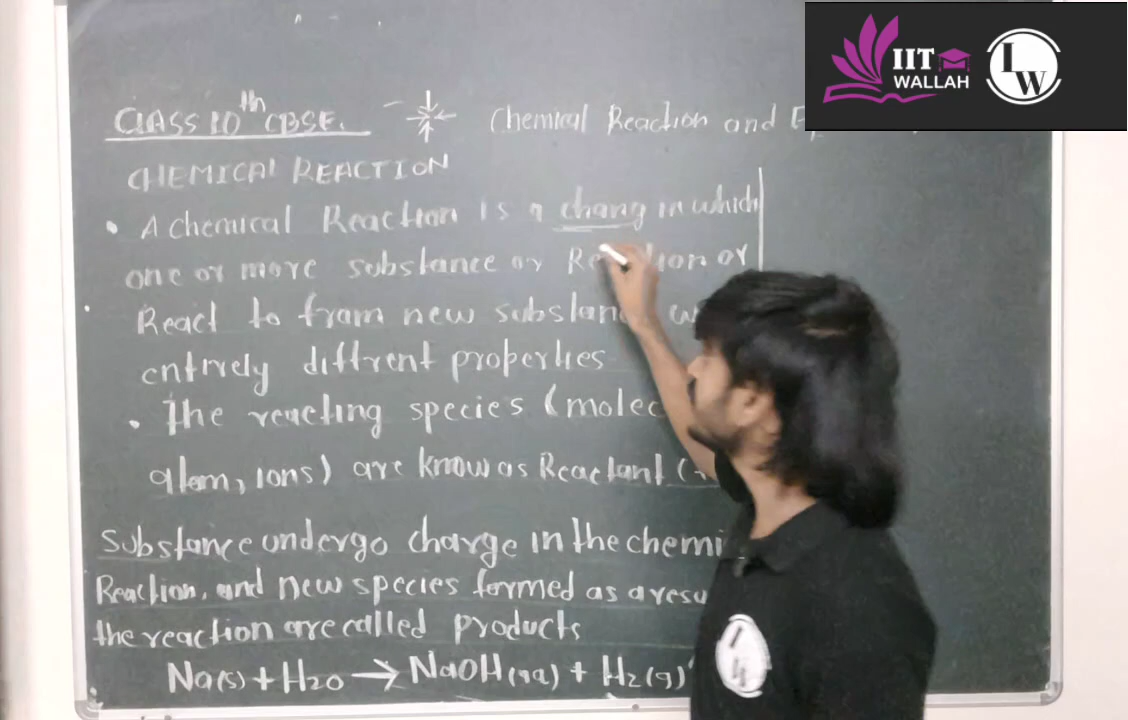 IIT
WALLAH
LW
CLASS 10th CBSE.
Chemical Reaction and
CHEMICAL REACTION
• A chemical Reaction is a chang in which
one or more substance or or
React to fram new w
entirely diffrent properties
• The reacting species (molec
atom, ions) are know as Reactant (
Substance undergo charge in the chemi
Reaction, and new species formed as a resu
the reaction are called products
Na(s) + H2O → NaOH(aq) + H2(g)